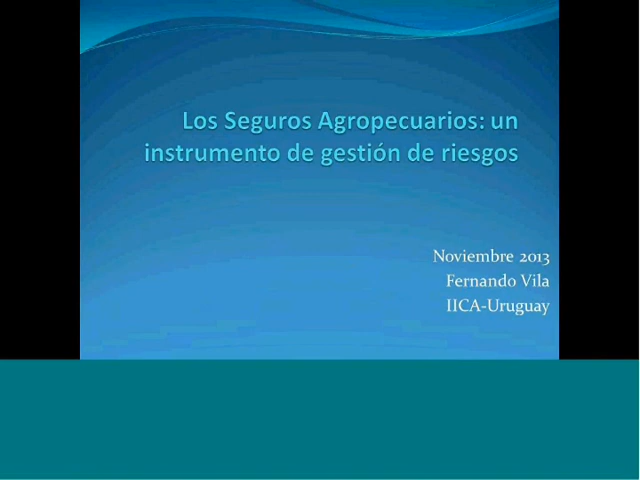 Los Seguros Agropecuarios: un
instrumento de gestión de riesgos
Noviembre 2013
Fernando Vila
IICA-Uruguay